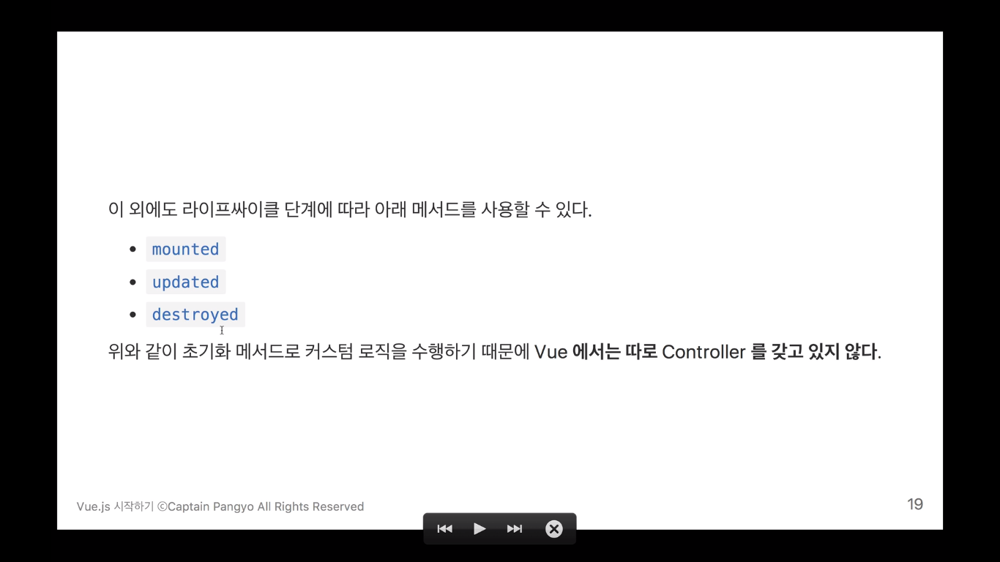 이 외에도 라이프싸이클 단계에 따라 아래 메서드를 사용할 수 있다.
• mounted
• updated
• destroyed
위와 같이 초기화 메서드로 커스텀 로직을 수행하기 때문에 Vue 에서는 따로 Controller 를 갖고 있지 않다.
Vue.js 시작하기 ⓒCaptain Pangyo All Rights Reserved
19